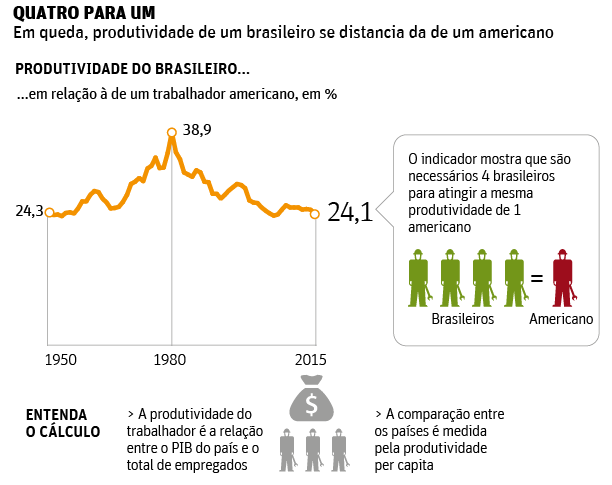 QUATRO PARA UM
Em queda, produtividade de um brasileiro se distancia da de um americano
PRODUTIVIDADE DO BRASILEIRO...
...em relação à de um trabalhador americano, em %
38,9
24,3
24,1
O indicador mostra que são
necessários 4 brasileiros
para atingir a mesma
produtividade de 1
americano
=
Brasileiros
Americano
1950
1980
2015
ENTENDA
O CÁLCULO
> A produtividade do
trabalhador é a relação
entre o PIB do país e o
total de empregados
$
> A comparação entre
os países é medida
pela produtividade
per capita